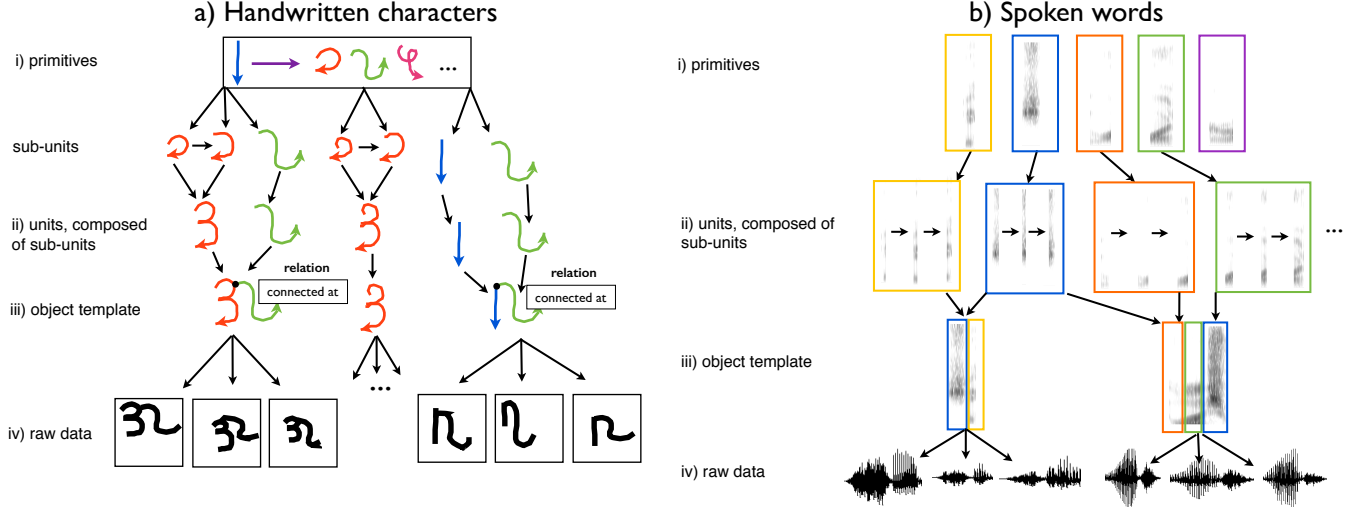 a) Handwritten characters
i) primitives
...
sub-units
ii) units, composed
of sub-units
relation
connected at
relation
connected at
iii) object template
...
iv) raw data
b) Spoken words
i) primitives
ii) units, composed of
sub-units
...
iii) object template
iv) raw data